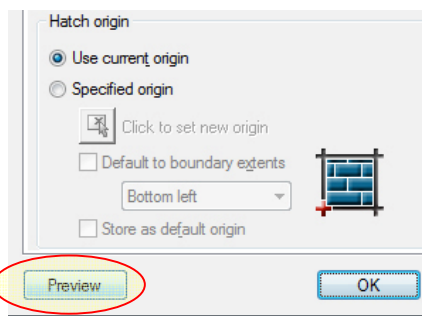 Hatch origin
Use current origin
Specified origin
Click to set new origin
Default to boundary extents
Bottom left
Store as default origin
Preview
OK